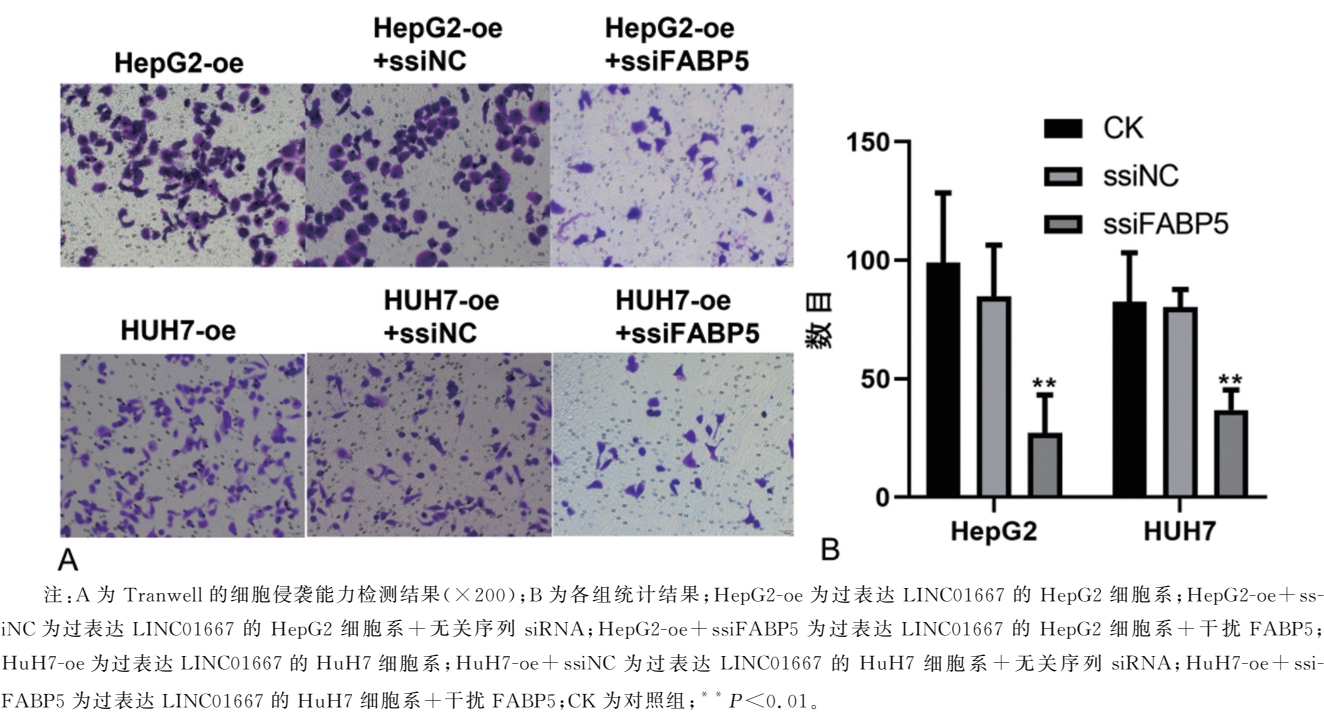 HepG2-oe
HepG2-oe
+ssiNC
HepG2-oe
+ssiFABP5
HUH7-oe
HUH7-oe
+ssiNC
HUH7-oe
+ssiFABP5
A
CK
ssiNC
ssiFABP5
150
100
50
0
数目
**
**
HepG2
HUH7
B
注:A 为 Tranwell 的细胞侵袭能力检测结果(×200);B 为各组统计结果;HepG2-oe 为过表达 LINC01667 的 HepG2 细胞系;HepG2-oe+ss-
iNC 为过表达 LINC01667 的 HepG2 细胞系+无关序列 siRNA;HepG2-oe+ssiFABP5 为过表达 LINC01667 的 HepG2 细胞系+干扰 FABP5;
HuH7-oe 为过表达 LINC01667 的 HuH7 细胞系;HuH7-oe+ssiNC 为过表达 LINC01667 的 HuH7 细胞系+无关序列 siRNA;HuH7-oe+ssi-
FABP5 为过表达 LINC01667 的 HuH7 细胞系+干扰 FABP5;CK 为对照组;**P<0.01。